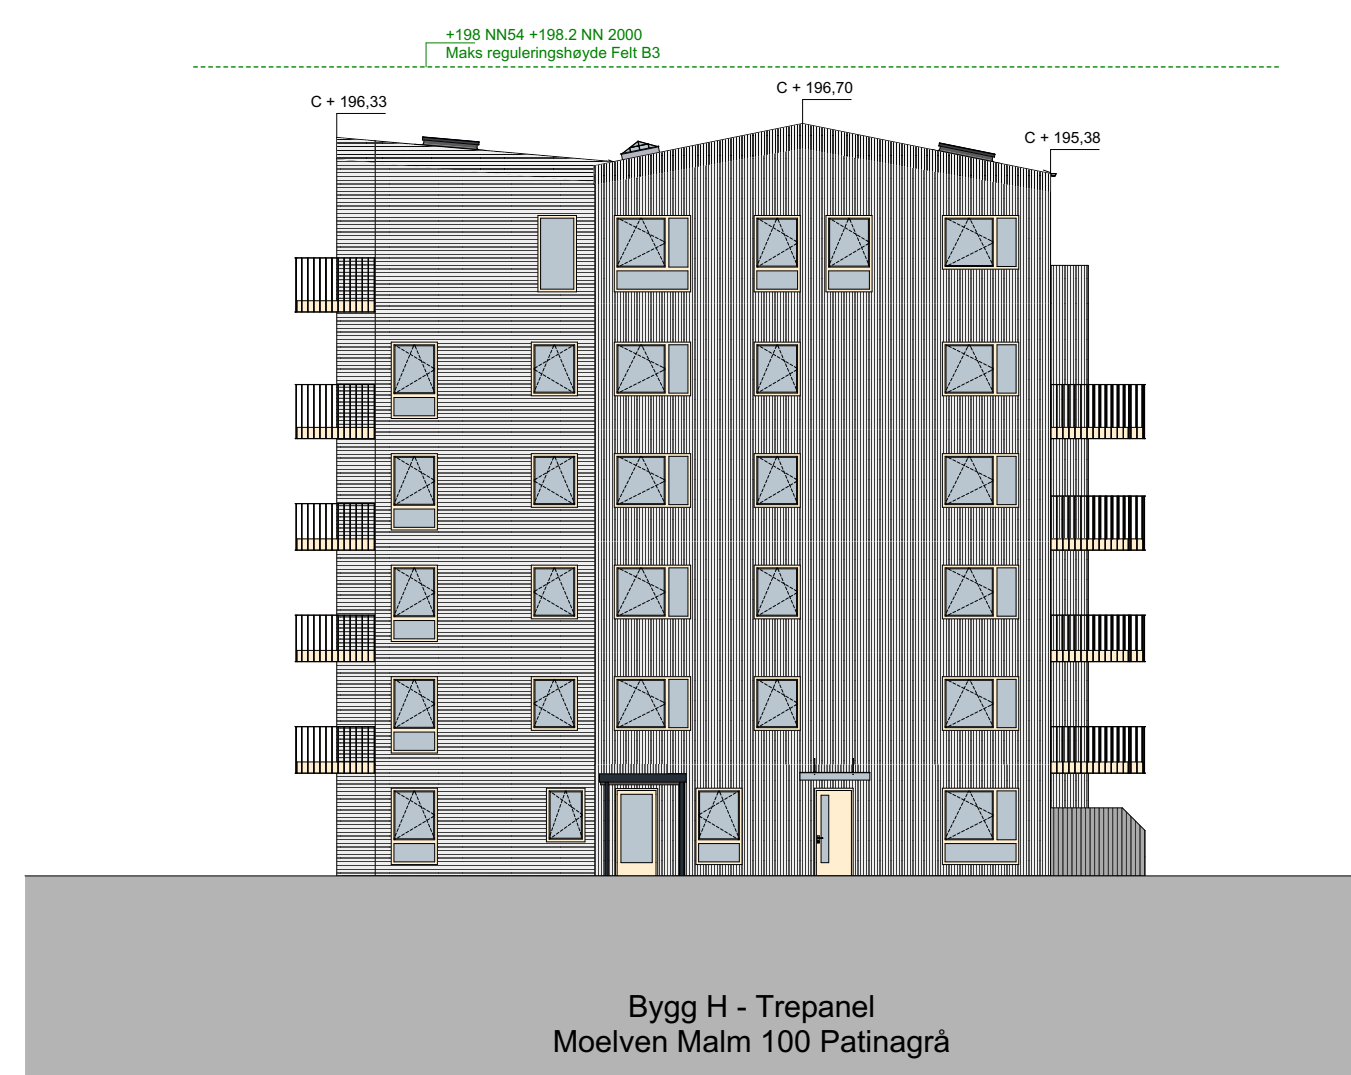 +198 NN54 +198.2 NN 2000
Maks reguleringshøyde Felt B3
C + 196,70
C + 196,33
C + 195,38
Bygg H - Trepanel
Moelven Malm 100 Patinagrå